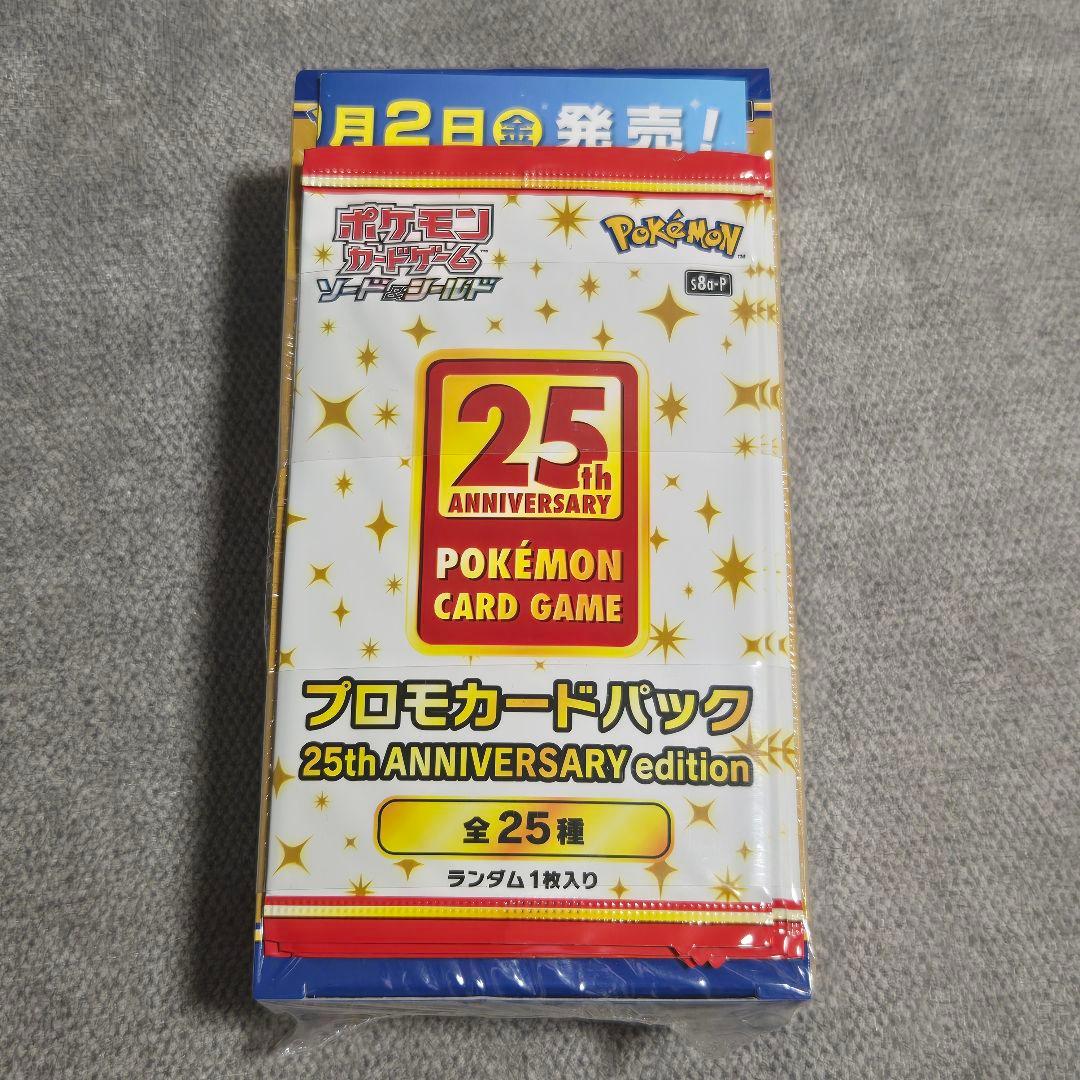 月2日金発売!
ポケモン
カードゲーム
ソード&シールド
POKéMON
TM
s8a-P
25th
ANNIVERSARY
POKÉMON
CARD GAME
プロモカードパック
25th ANNIVERSARY edition
全25種
ランダム1枚入り